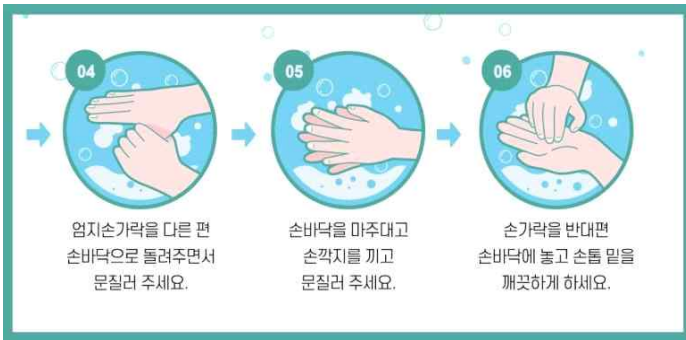 04
엄지손가락을 다른 편
손바닥으로 돌려주면서
문질러 주세요.
05
손바닥을 마주대고
손깍지를 끼고
문질러 주세요.
06
손가락을 반대편
손바닥에 놓고 손톱 밑을
깨끗하게 하세요.